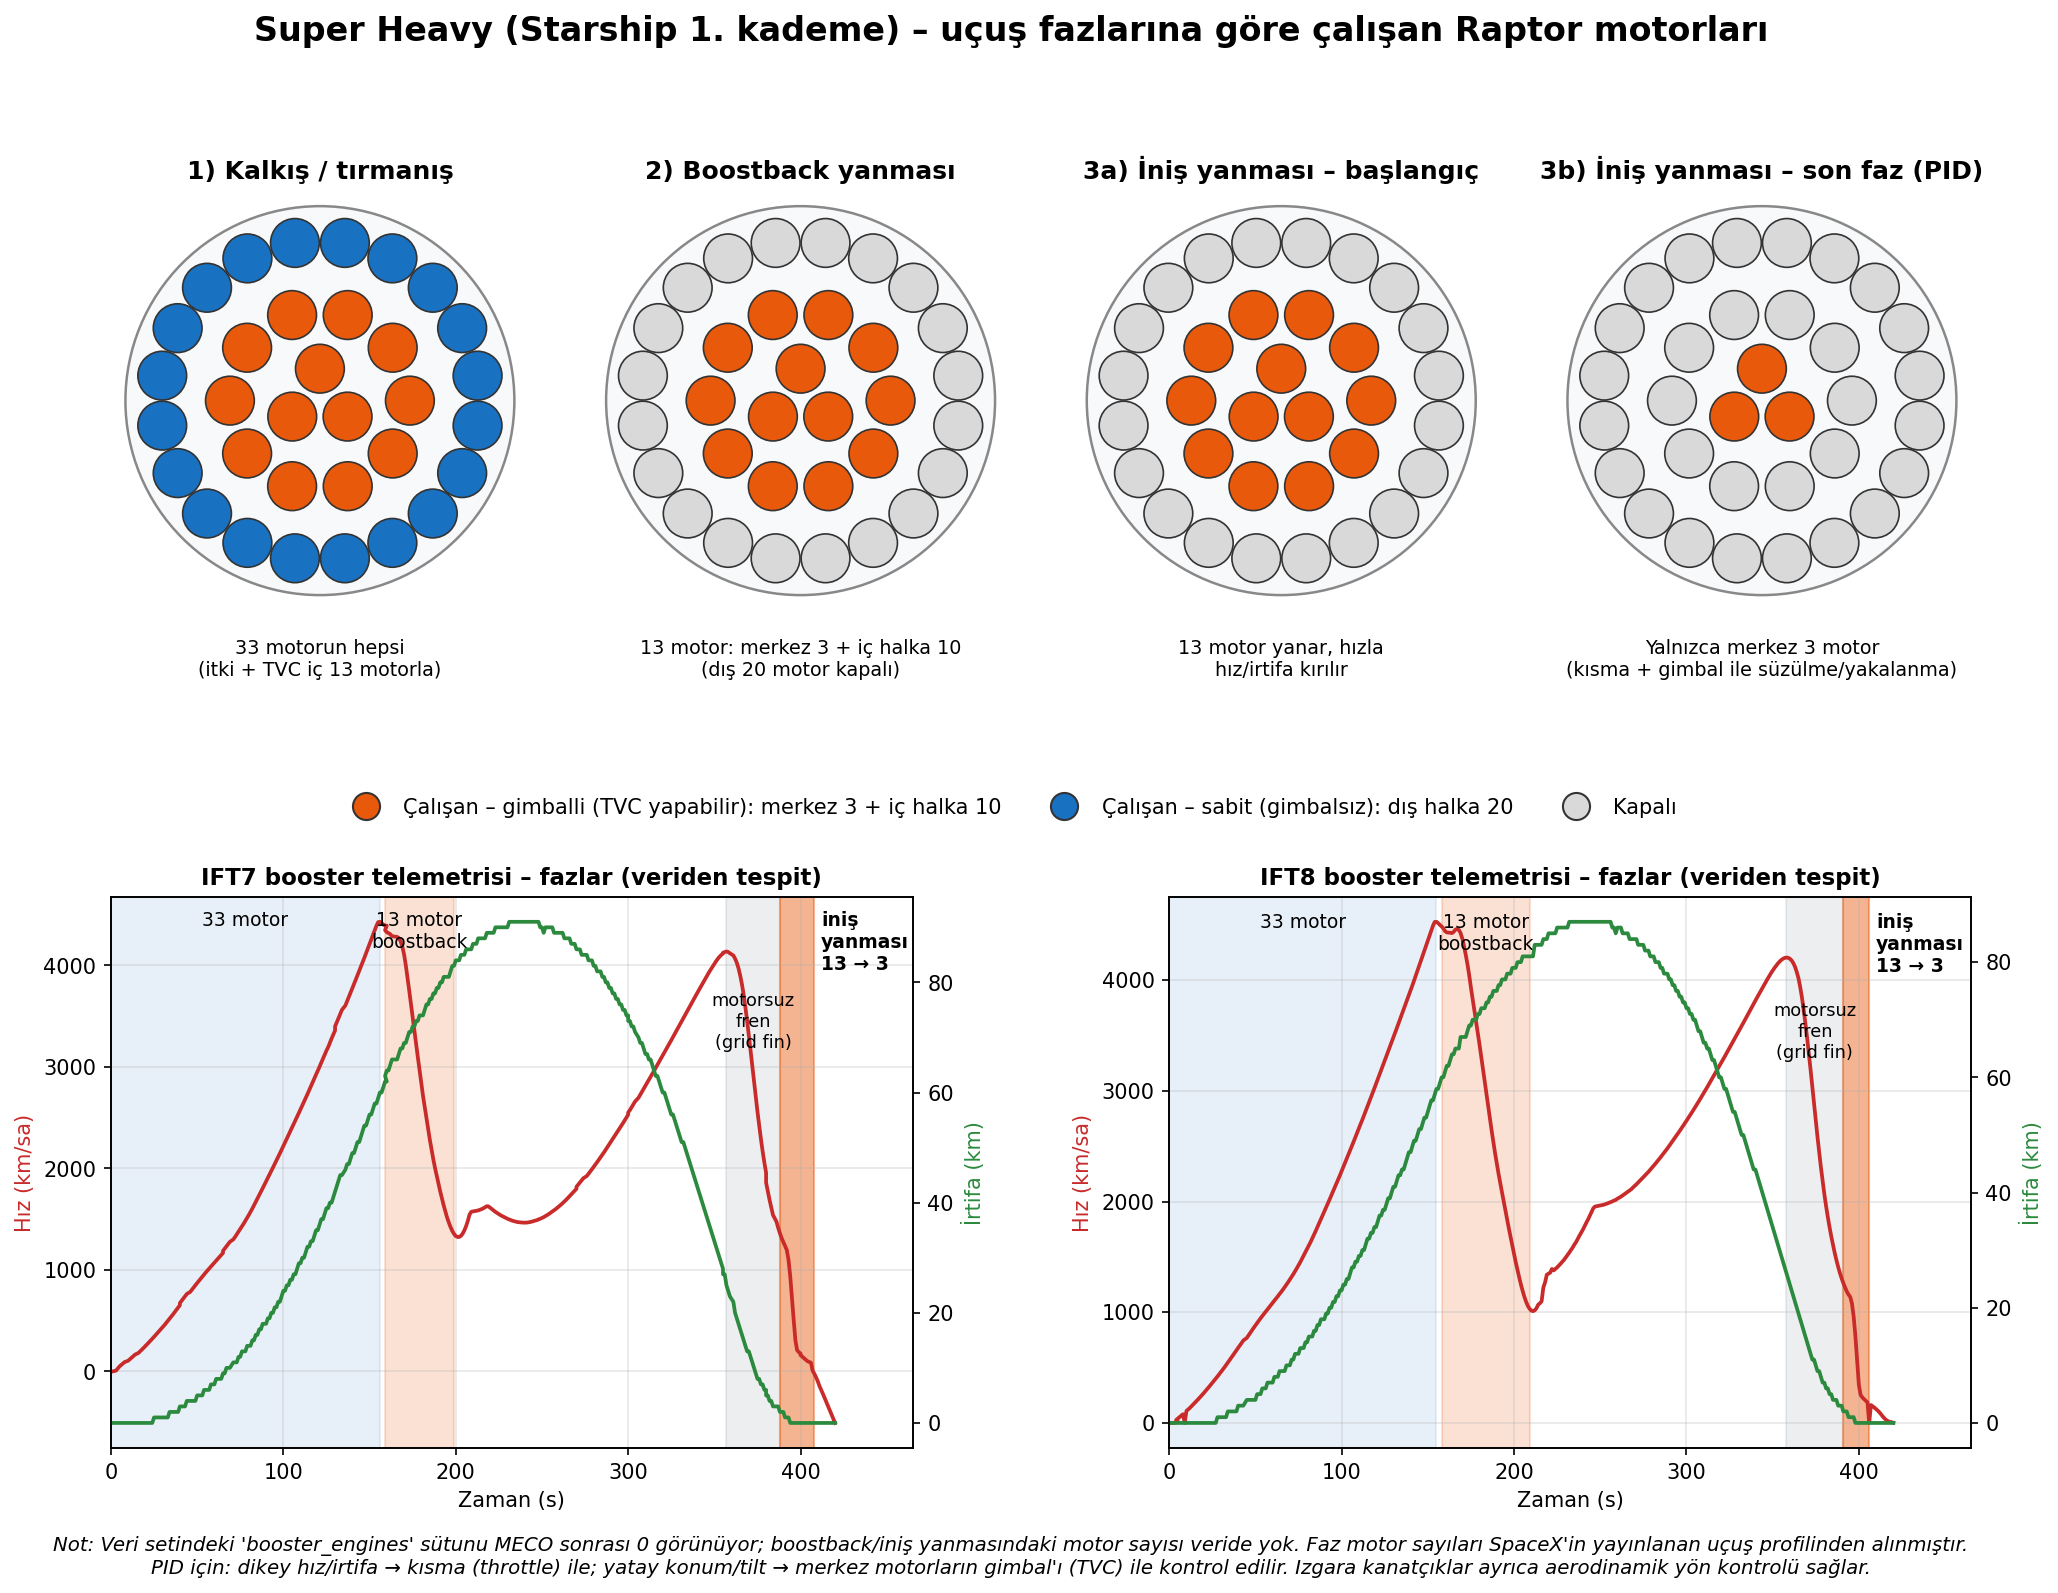 Super Heavy (Starship 1. kademe) – uçuş fazlarına göre çalışan Raptor motorları
1) Kalkış / tırmanış
33 motorun hepsi
(itki + TVC iç 13 motorla)
2) Boostback yanması
13 motor: merkez 3 + iç halka 10
(dış 20 motor kapalı)
3a) İniş yanması – başlangıç
13 motor yanar, hızla
hız/irtifa kırılır
3b) İniş yanması – son faz (PID)
Yalnızca merkez 3 motor
(kısma + gimbal ile süzülme/yakalanma)
Çalışan – gimballi (TVC yapabilir): merkez 3 + iç halka 10
Çalışan – sabit (gimbalsız): dış halka 20
Kapalı
IFT7 booster telemetrisi – fazlar (veriden tespit)
33 motor
13 motor
boostback
motorsuz
fren
(grid fin)
iniş
yanması
13 → 3
Hız (km/sa)
4000
3000
2000
1000
0
80
60
40
20
0
İrtifa (km)
0
100
200
300
400
Zaman (s)
IFT8 booster telemetrisi – fazlar (veriden tespit)
33 motor
13 motor
boostback
motorsuz
fren
(grid fin)
iniş
yanması
13 → 3
Hız (km/sa)
4000
3000
2000
1000
0
80
60
40
20
0
İrtifa (km)
0
100
200
300
400
Zaman (s)
Not: Veri setindeki 'booster_engines' sütunu MECO sonrası 0 görünüyor; boostback/iniş yanmasındaki motor sayısı veride yok. Faz motor sayıları SpaceX'in yayınlanan uçuş profilinden alınmıştır.
PID için: dikey hız/irtifa → kısma (throttle) ile; yatay konum/tilt → merkez motorların gimbal'ı (TVC) ile kontrol edilir. Izgara kanatçıklar ayrıca aerodinamik yön kontrolü sağlar.